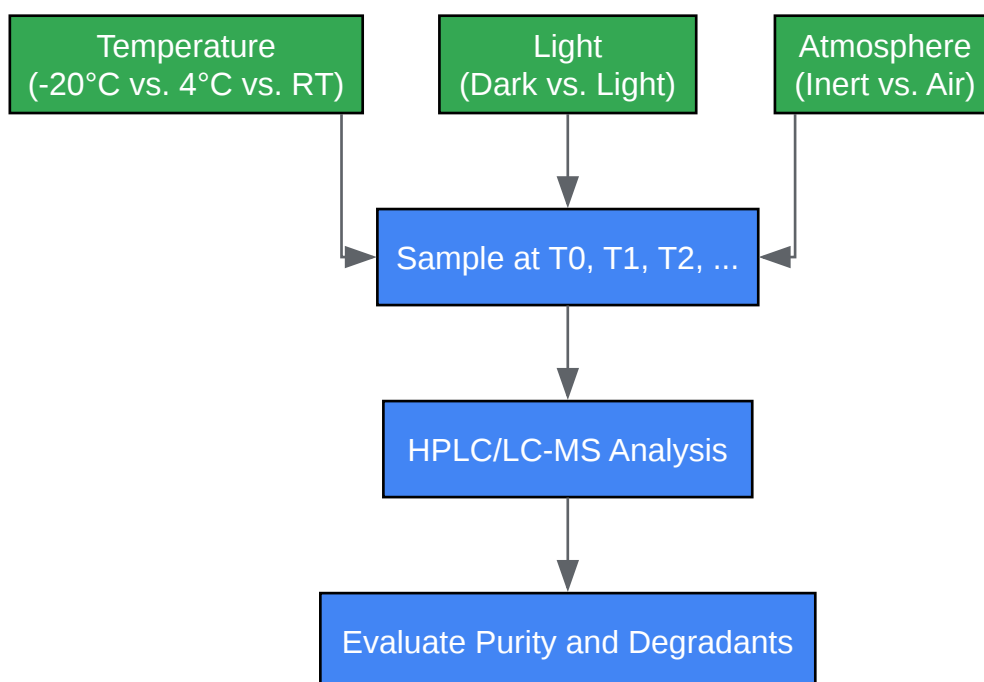 Temperature
(-20°C vs. 4°C vs. RT)
Light
(Dark vs. Light)
Atmosphere
(Inert vs. Air)
Sample at T0, T1, T2, ...
HPLC/LC-MS Analysis
Evaluate Purity and Degradants